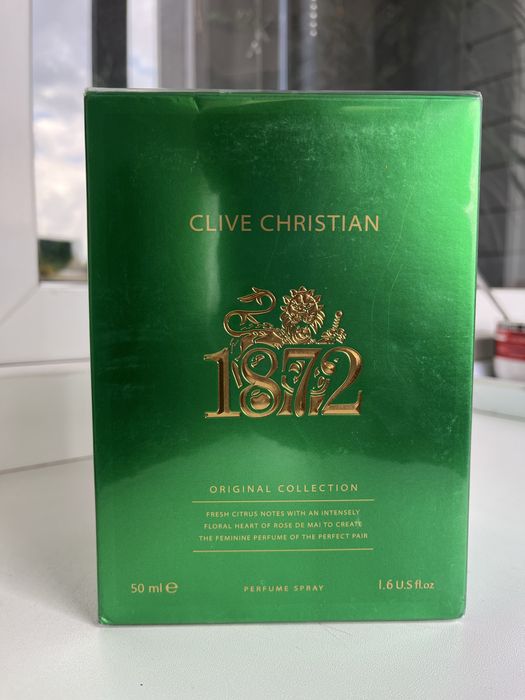 CLIVE CHRISTIAN
1872
ORIGINAL COLLECTION
FRESH CITRUS NOTES WITH AN INTENSELY
FLORAL HEART OF ROSE DE MAI TO CREATE
THE FEMININE PERFUME OF THE PERFECT PAIR
50 ml ℮ PERFUME SPRAY 1.6 U.S fl.oz